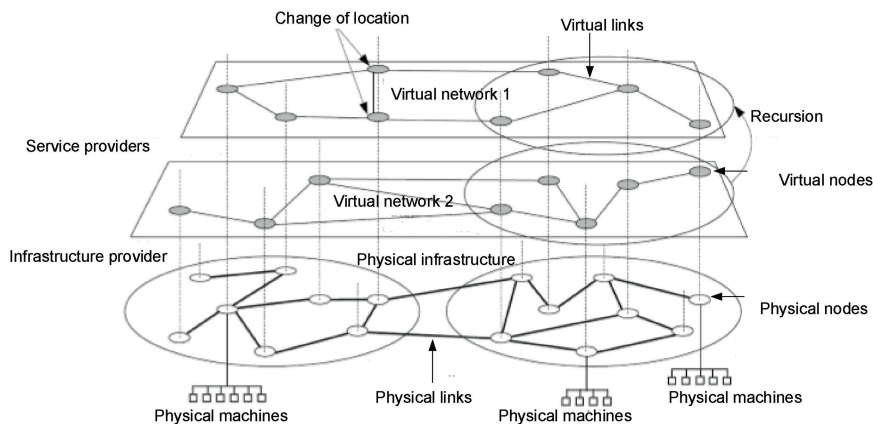 Change of location
Virtual links
Virtual network 1
Recursion
Service providers
Virtual nodes
Virtual network 2
Infrastructure provider
Physical infrastructure
Physical nodes
Physical links
Physical machines
Physical machines
Physical machines